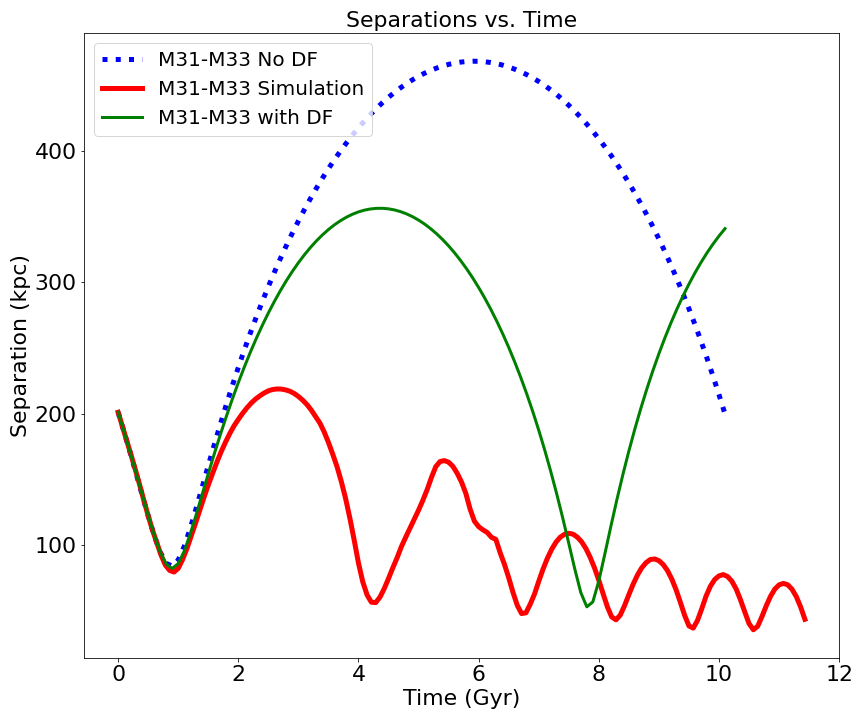 Separations vs. Time
M31-M33 No DF
M31-M33 Simulation
M31-M33 with DF
Separation (kpc)
400
300
200
100
0 2 4 6 8 10 12
Time (Gyr)